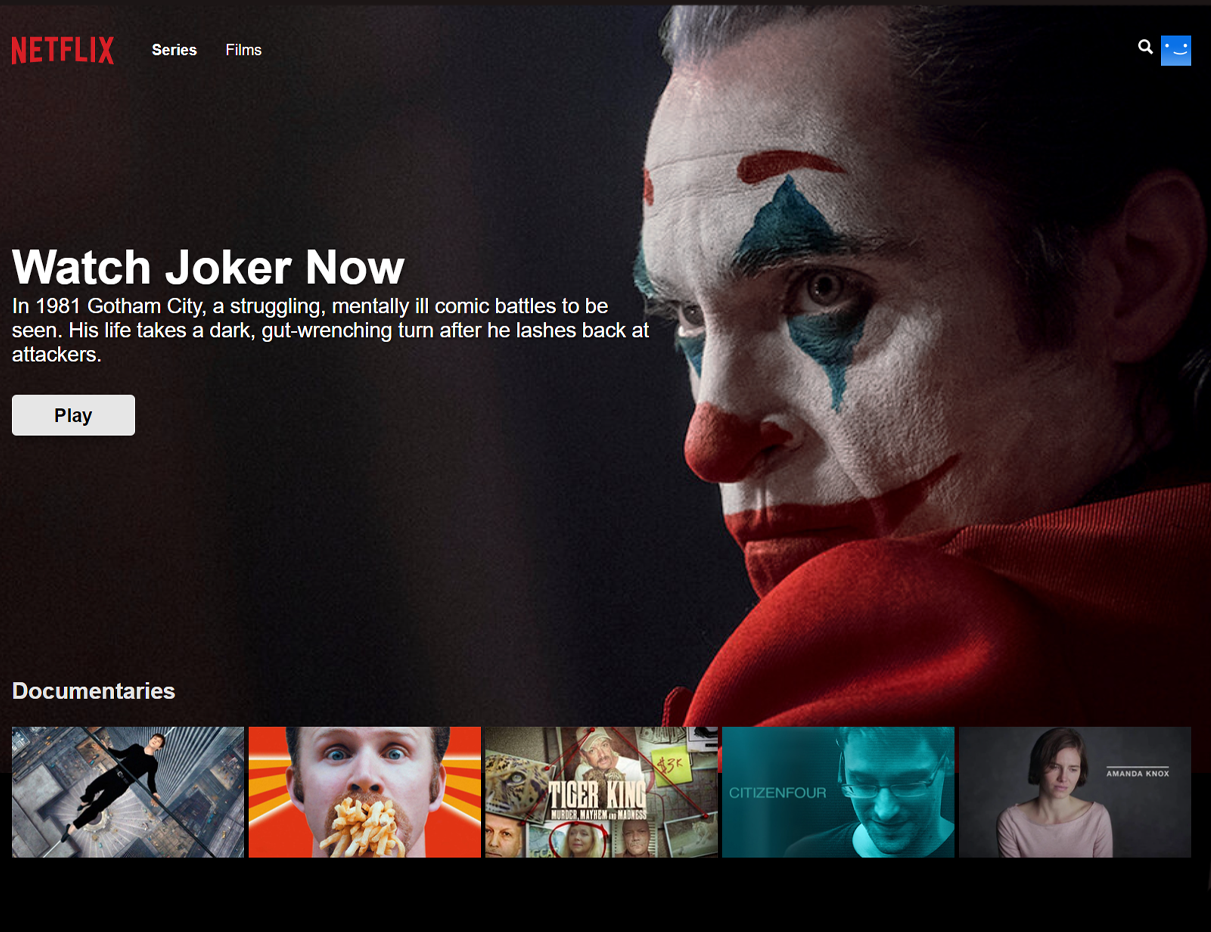 NETFLIX
Series
Films
Watch Joker Now
In 1981 Gotham City, a struggling, mentally ill comic battles to be
seen. His life takes a dark, gut-wrenching turn after he lashes back at
attackers.
Play
Documentaries
$3K
TIGER KING
MURDER, MAYHEM AND MADNESS
CITIZENFOUR
AMANDA KNOX